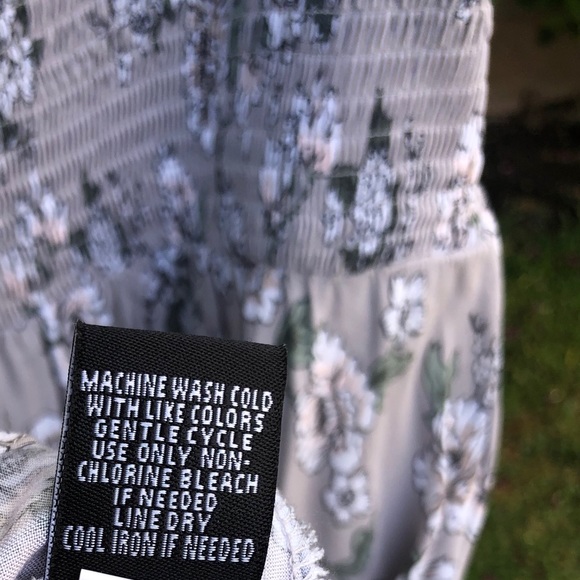 MACHINE WASH COLD
WITH LIKE COLORS
GENTLE CYCLE
USE ONLY NON-
CHLORINE BLEACH
IF NEEDED
LINE DRY
COOL IRON IF NEEDED